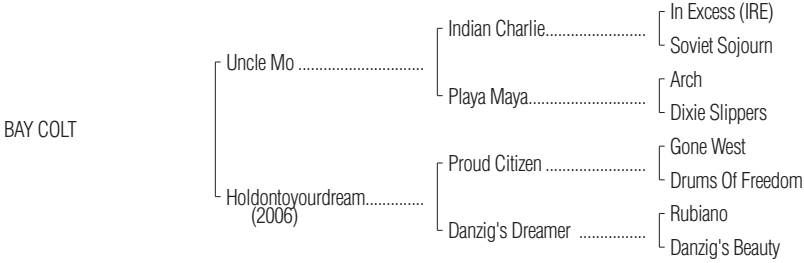 In Excess (IRE)
Indian Charlie........................
Soviet Sojourn
Uncle Mo ..............................
Arch
Playa Maya............................
Dixie Slippers
BAY COLT
Gone West
Proud Citizen ........................
Drums Of Freedom
Holdontoyourdream..............
(2006)
Rubiano
Danzig's Dreamer ................
Danzig's Beauty